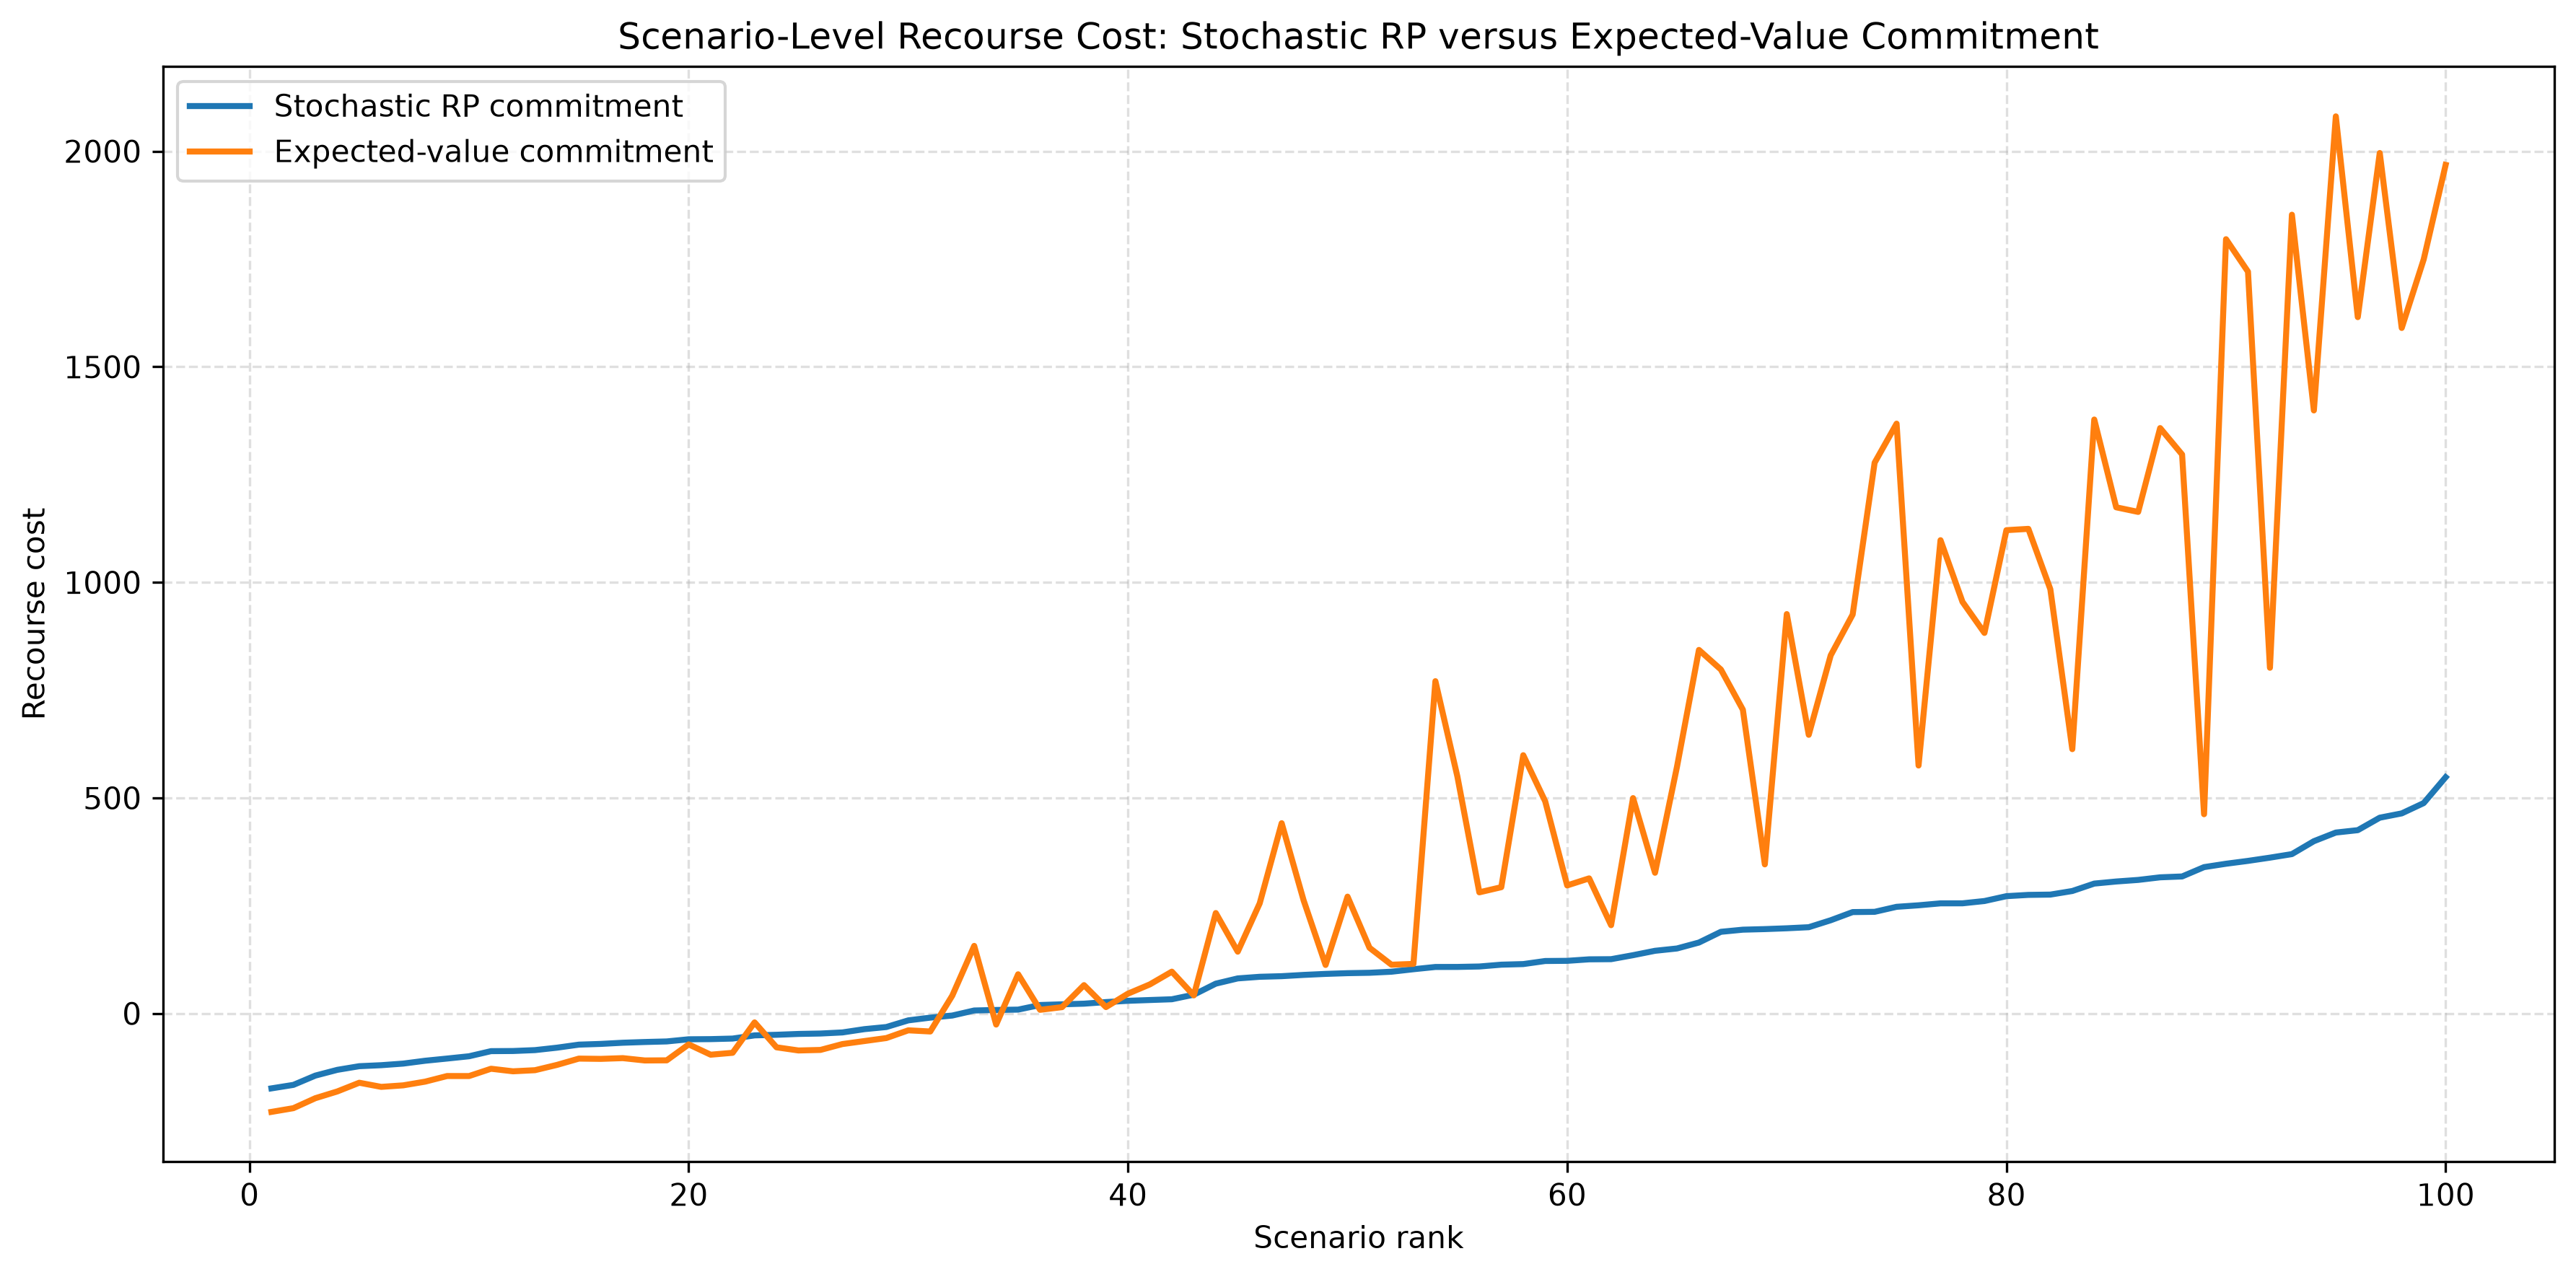 Scenario-Level Recourse Cost: Stochastic RP versus Expected-Value Commitment
Stochastic RP commitment
Expected-value commitment
Recourse cost
2000
1500
1000
500
0
0 20 40 60 80 100
Scenario rank